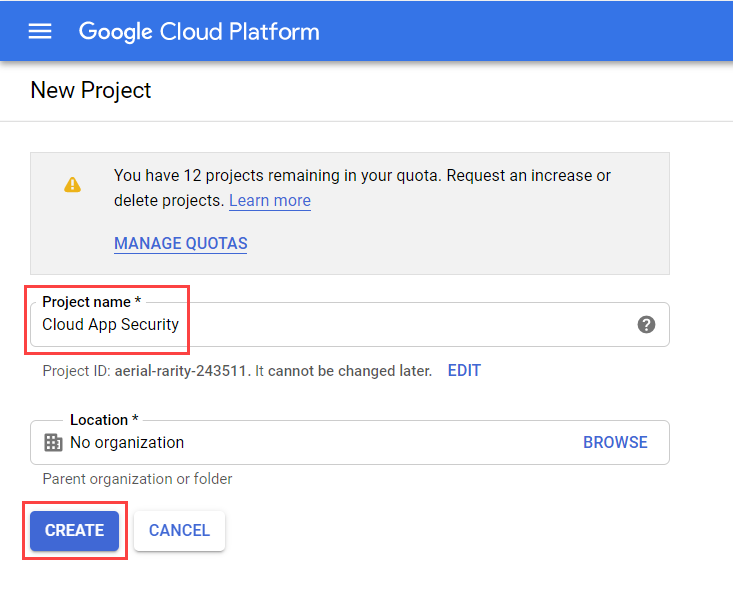 Google Cloud Platform
New Project
You have 12 projects remaining in your quota. Request an increase or
delete projects. Learn more
MANAGE QUOTAS
Project name *
Cloud App Security
Project ID: aerial-rarity-243511. It cannot be changed later. EDIT
Location *
No organization BROWSE
Parent organization or folder
CREATE CANCEL